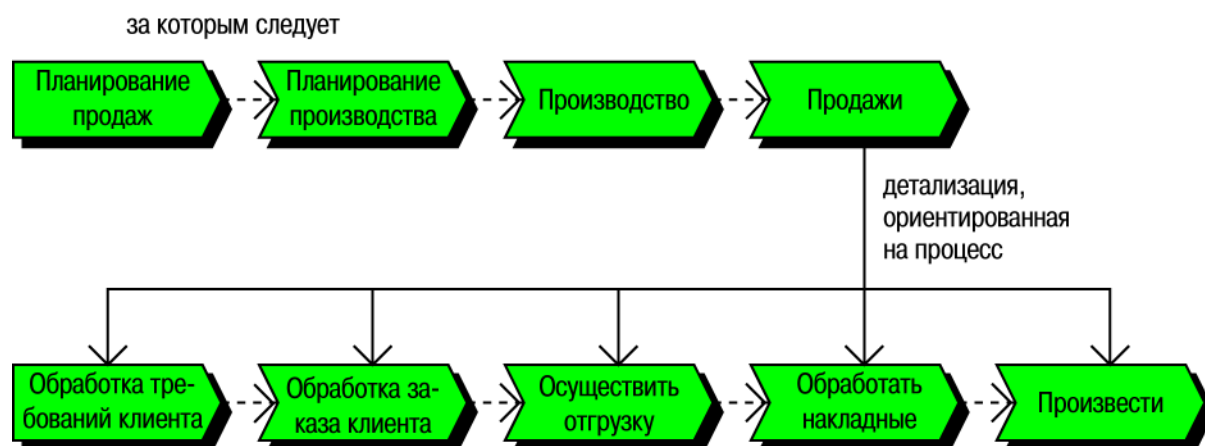 за которым следует
Планирование
продаж
Планирование
производства
Производство
Продажи
детализация,
ориентированная
на процесс
Обработка тре-
бований клиента
Обработка за-
каза клиента
Осуществить
отгрузку
Обработать
накладные
Произвести